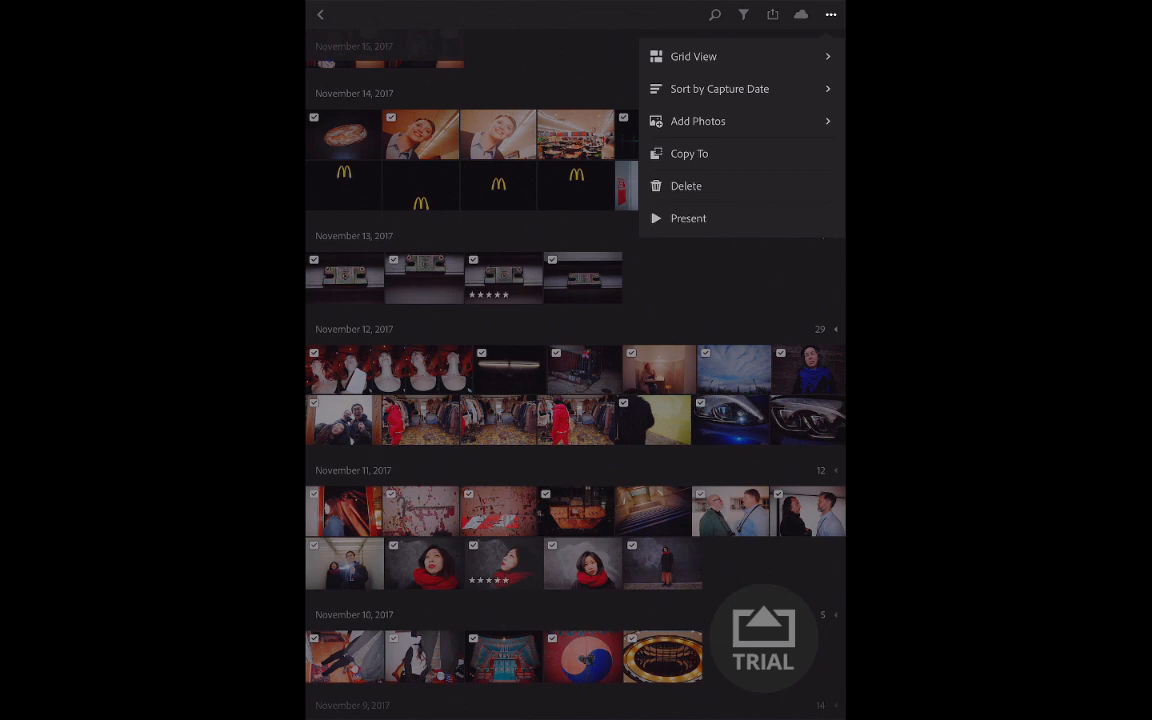 November 15, 2017
Grid View
Sort by Capture Date
Add Photos
Copy To
Delete
Present
November 14, 2017
November 13, 2017
November 12, 2017 29
November 11, 2017 12
November 10, 2017 5
TRIAL
November 9, 2017 14